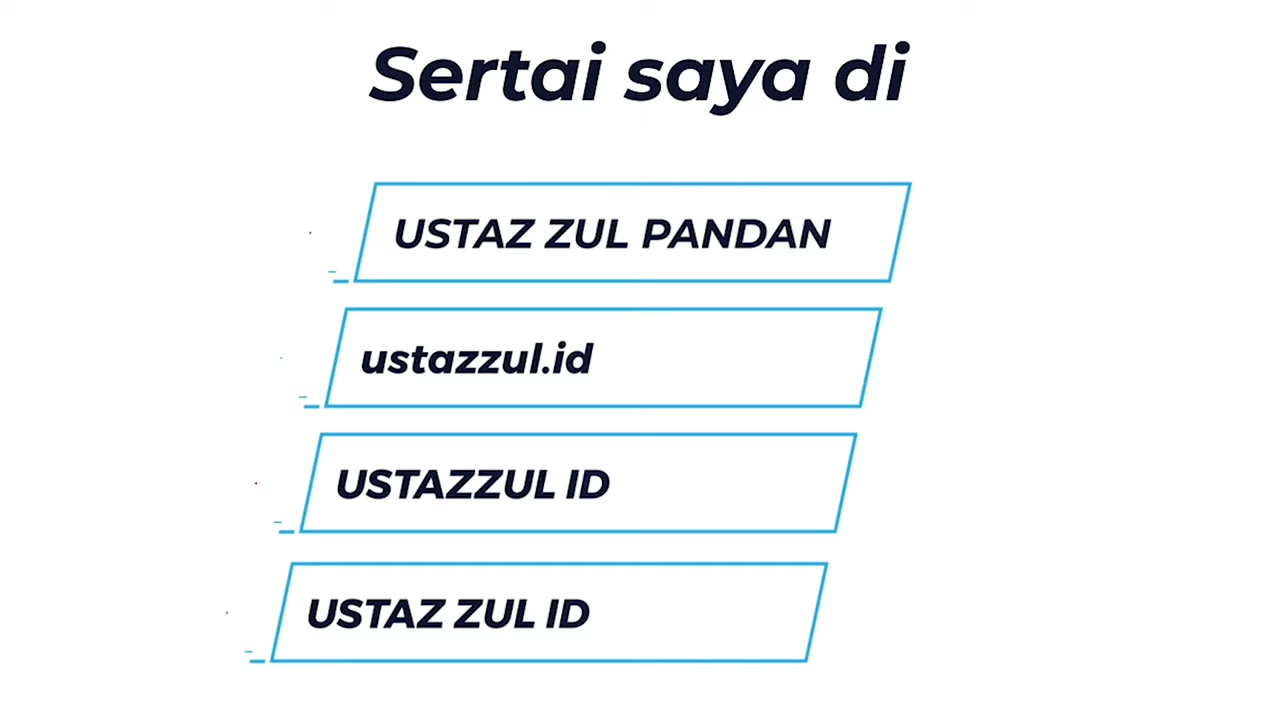 Sertai saya di
USTAZ ZUL PANDAN
ustazzul.id
USTAZZUL ID
USTAZ ZUL ID